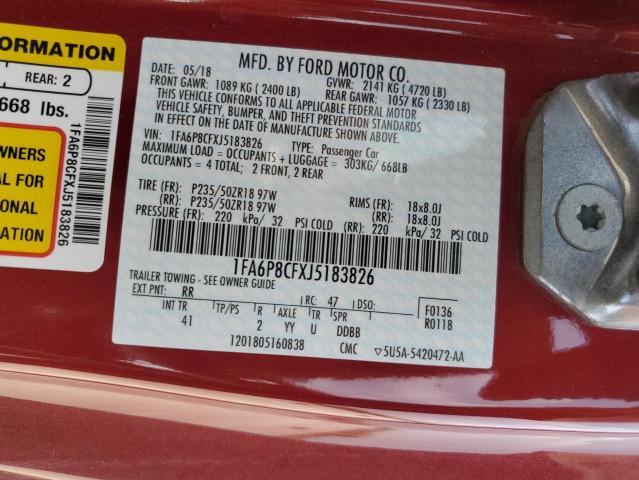 FORMATION
REAR: 2
668 lbs.
WNERS
AL FOR
IONAL
ION
1FA6P8CFXJ5183826
MFD. BY FORD MOTOR CO.
05/18 GVWR: 2141 KG ( 4720 LB)
FRONT GAWR: 1089 KG ( 2400 LB) REAR GAWR: 1057 KG ( 2330 LB)
THIS VEHICLE CONFORMS TO ALL APPLICABLE FEDERAL MOTOR
VEHICLE SAFETY, BUMPER, AND THEFT PREVENTION STANDARDS
IN EFFECT ON THE DATE OF MANUFACTURE SHOWN ABOVE.
VIN: 1FA6P8CFXJ5183826 TYPE: Passenger Car
MAXIMUM LOAD = OCCUPANTS + LUGGAGE = 303KG/ 668LB
OCCUPANTS = 4 TOTAL; 2 FRONT, 2 REAR
TIRE (FR): P235/50ZR18 97W RIMS (FR): 18x8.0J
(RR): P235/50ZR18 97W (RR): 18x8.0J
PRESSURE (FR): 220 kPa/ 32 PSI COLD (RR): 220 kPa/ 32 PSI COLD
1FA6P8CFXJ5183826
TRAILER TOWING - SEE OWNER GUIDE
EXT PNT: RR RC: 47 DSO: F0136
INT TR TP/PS R AXLE TR SPR R0118
41 2 YY U DDBB
1201805160838 CMC ▽5U5A-5420472-AA